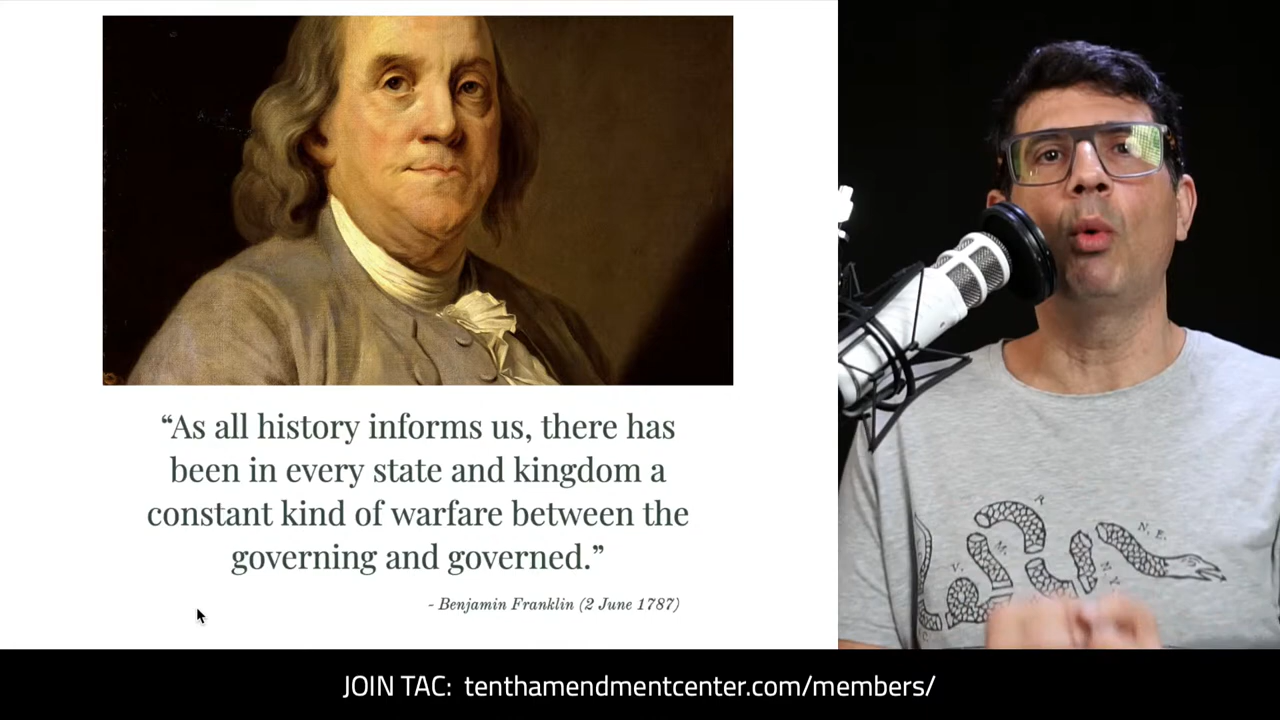 “As all history informs us, there has
been in every state and kingdom a
constant kind of warfare between the
governing and governed.”
- Benjamin Franklin (2 June 1787)
R.
N. E.
M.
V.
N. Y.
C.
JOIN TAC: tenthamendmentcenter.com/members/